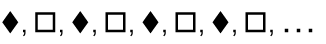 ♦, □, ♦, □, ♦, □, ♦, □, ...